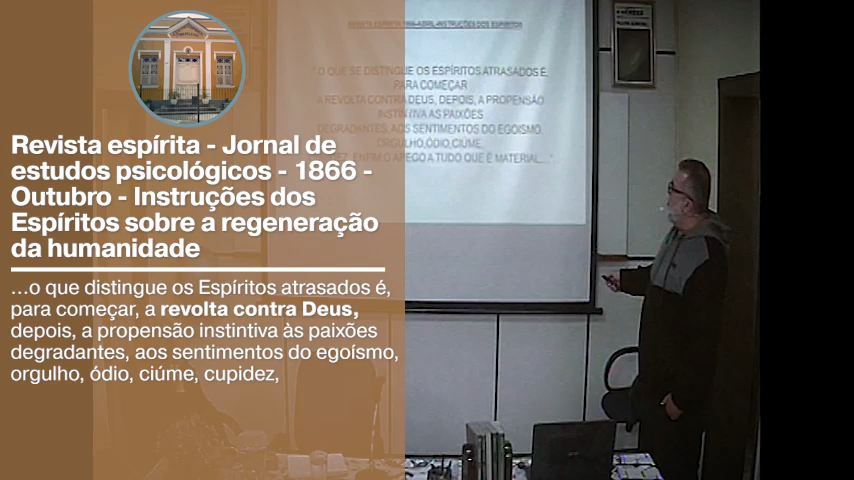 Revista espírita - Jornal de
estudos psicológicos - 1866 -
Outubro - Instruções dos
Espíritos sobre a regeneração
da humanidade
...o que distingue os Espíritos atrasados é,
para começar, a revolta contra Deus,
depois, a propensão instintiva às paixões
degradantes, aos sentimentos do egoísmo,
orgulho, ódio, ciúme, cupidez,
"O QUE SE DISTINGUE OS ESPÍRITOS ATRASADOS É,
PARA COMEÇAR
A REVOLTA CONTRA DEUS, DEPOIS, A PROPENSÃO
INSTINTIVA AS PAIXÕES
DEGRADANTES, AOS SENTIMENTOS DO EGOISMO,
ORGULHO,ÓDIO,CIÚME,
ENFIM O APEGO A TUDO QUE É MATERIAL..."